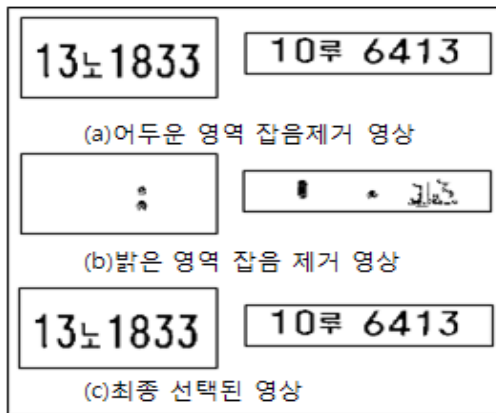 13노1833
10루 6413
(a)어두운 영역 잡음제거 영상
(b)밝은 영역 잡음 제거 영상
13노1833
10루 6413
(c)최종 선택된 영상